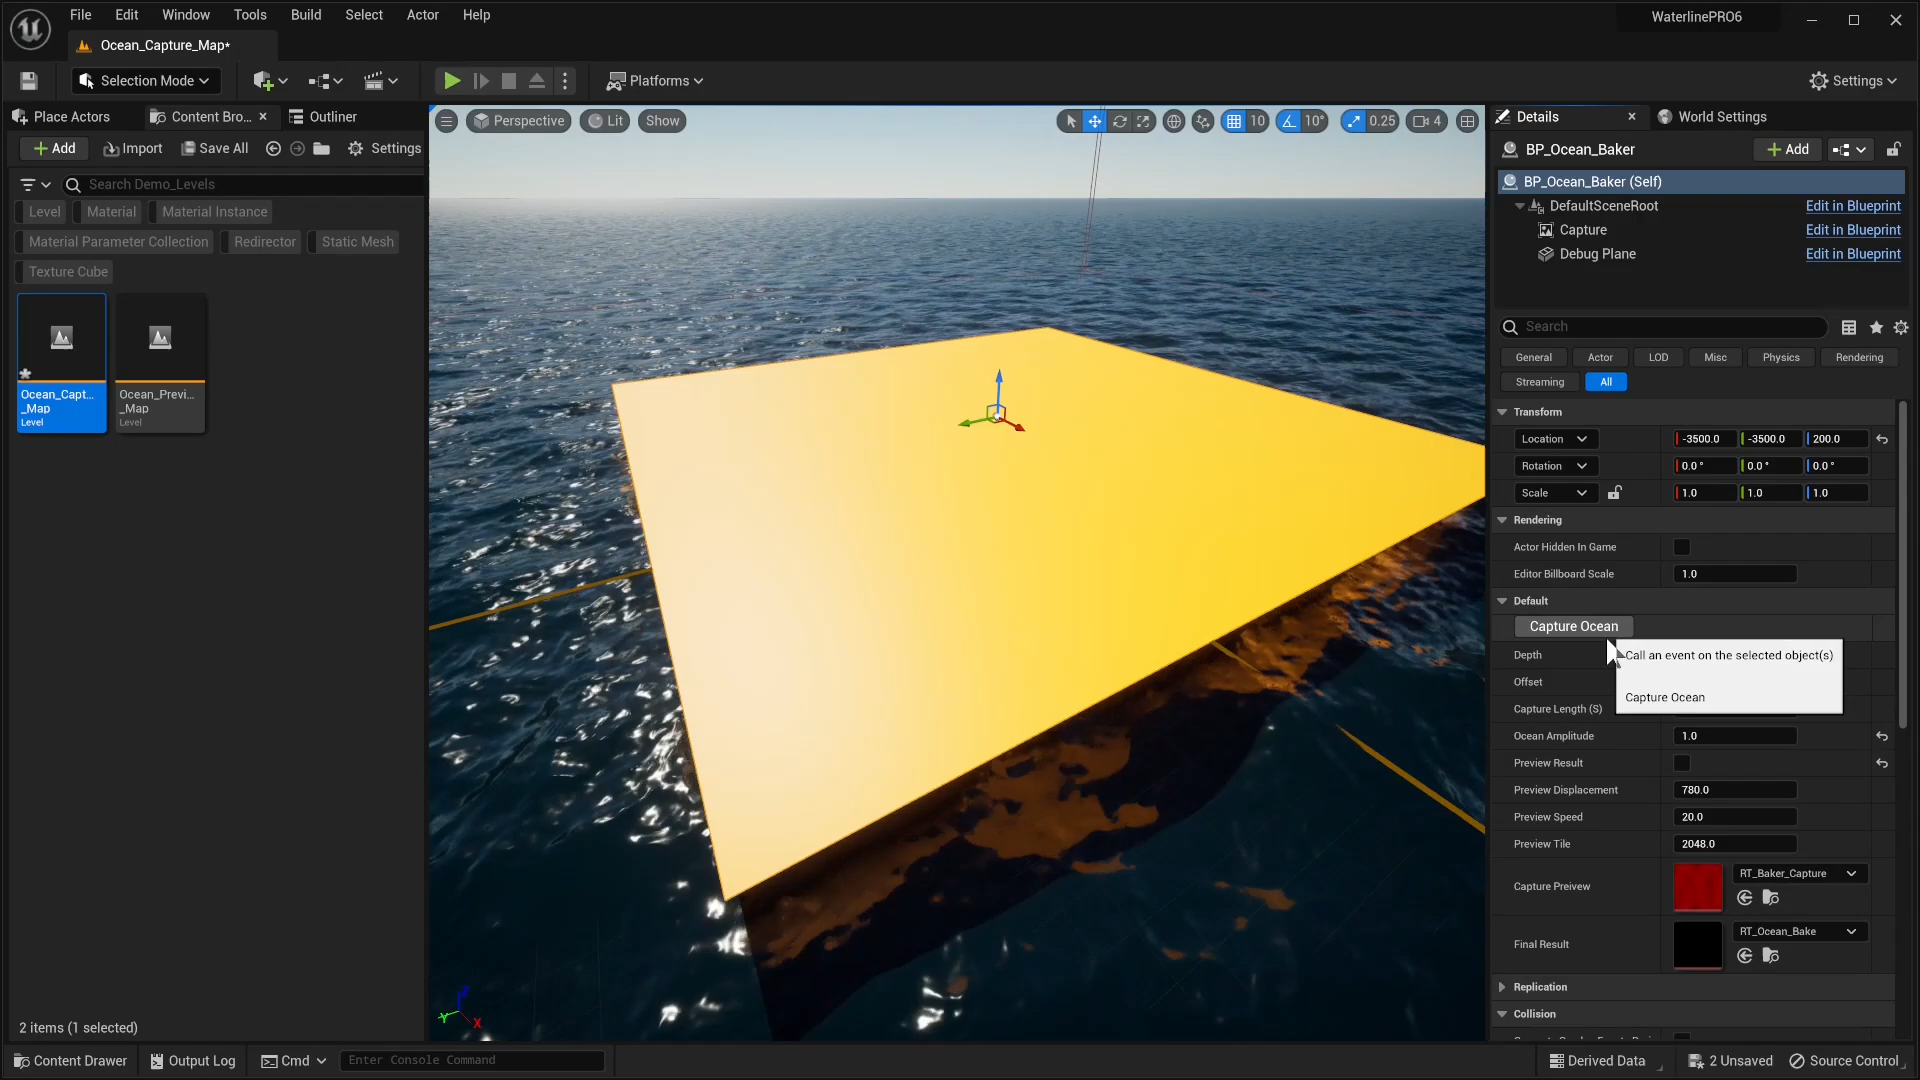 File Edit Window Tools Build Select Actor Help
WaterlinePRO6
Ocean_Capture_Map*
Selection Mode
Platforms
Settings
Place Actors
Content Bro...
Outliner
Add
Import
Save All
Settings
Search Demo_Levels
Level
Material
Material Instance
Material Parameter Collection
Redirector
Static Mesh
Texture Cube
Ocean_Capt...
_Map
Level
Ocean_Previ...
_Map
Level
2 items (1 selected)
Perspective
Lit
Show
10
10°
0.25
4
Z
Y
X
Details
World Settings
BP_Ocean_Baker
Add
BP_Ocean_Baker (Self)
DefaultSceneRoot Edit in Blueprint
Capture Edit in Blueprint
Debug Plane Edit in Blueprint
Search
General Actor LOD Misc Physics Rendering
Streaming All
Transform
Location -3500.0 -3500.0 200.0
Rotation 0.0° 0.0° 0.0°
Scale 1.0 1.0 1.0
Rendering
Actor Hidden In Game
Editor Billboard Scale 1.0
Default
Capture Ocean
Depth
Call an event on the selected object(s)
Offset
Capture Ocean
Capture Length (S)
Ocean Amplitude 1.0
Preview Result
Preview Displacement 780.0
Preview Speed 20.0
Preview Tile 2048.0
Capture Preivew RT_Baker_Capture
Final Result RT_Ocean_Bake
Replication
Collision
Content Drawer
Output Log
Cmd
Enter Console Command
Derived Data
2 Unsaved
Source Control